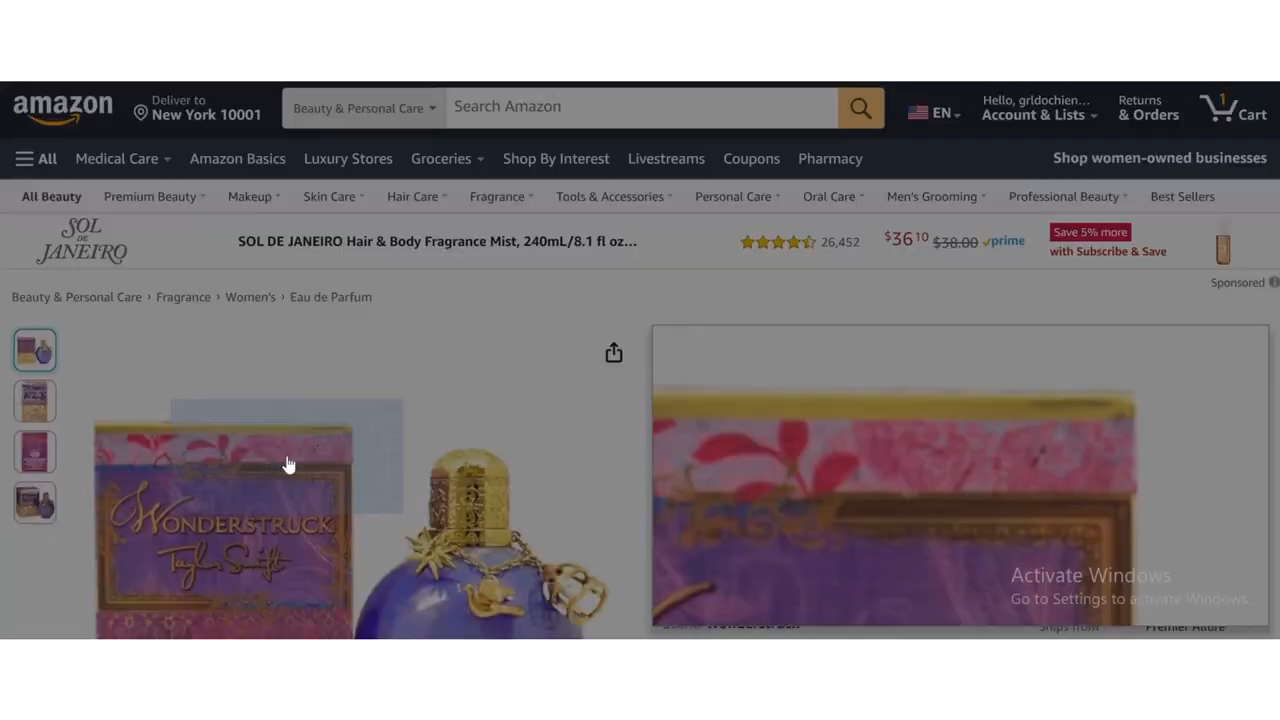 amazon
Deliver to
New York 10001
Beauty & Personal Care
Search Amazon
EN
Hello, grldochien...
Account & Lists
Returns
& Orders
1
Cart
All
Medical Care
Amazon Basics
Luxury Stores
Groceries
Shop By Interest
Livestreams
Coupons
Pharmacy
Shop women-owned businesses
All Beauty
Premium Beauty
Makeup
Skin Care
Hair Care
Fragrance
Tools & Accessories
Personal Care
Oral Care
Men's Grooming
Professional Beauty
Best Sellers
SOL
DE
JANEIRO
SOL DE JANEIRO Hair & Body Fragrance Mist, 240mL/8.1 fl oz...
26,452
$3610 $38.00 prime
Save 5% more
with Subscribe & Save
Sponsored
Beauty & Personal Care › Fragrance › Women's › Eau de Parfum
WONDERSTRUCK
Taylor Swift
Activate Windows
Go to Settings to activate Windows.
Ships from
Premier Allure